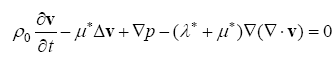 ρ₀ ∂v/∂t − μ*Δv + ∇p − (λ* + μ*)∇(∇ · v) = 0